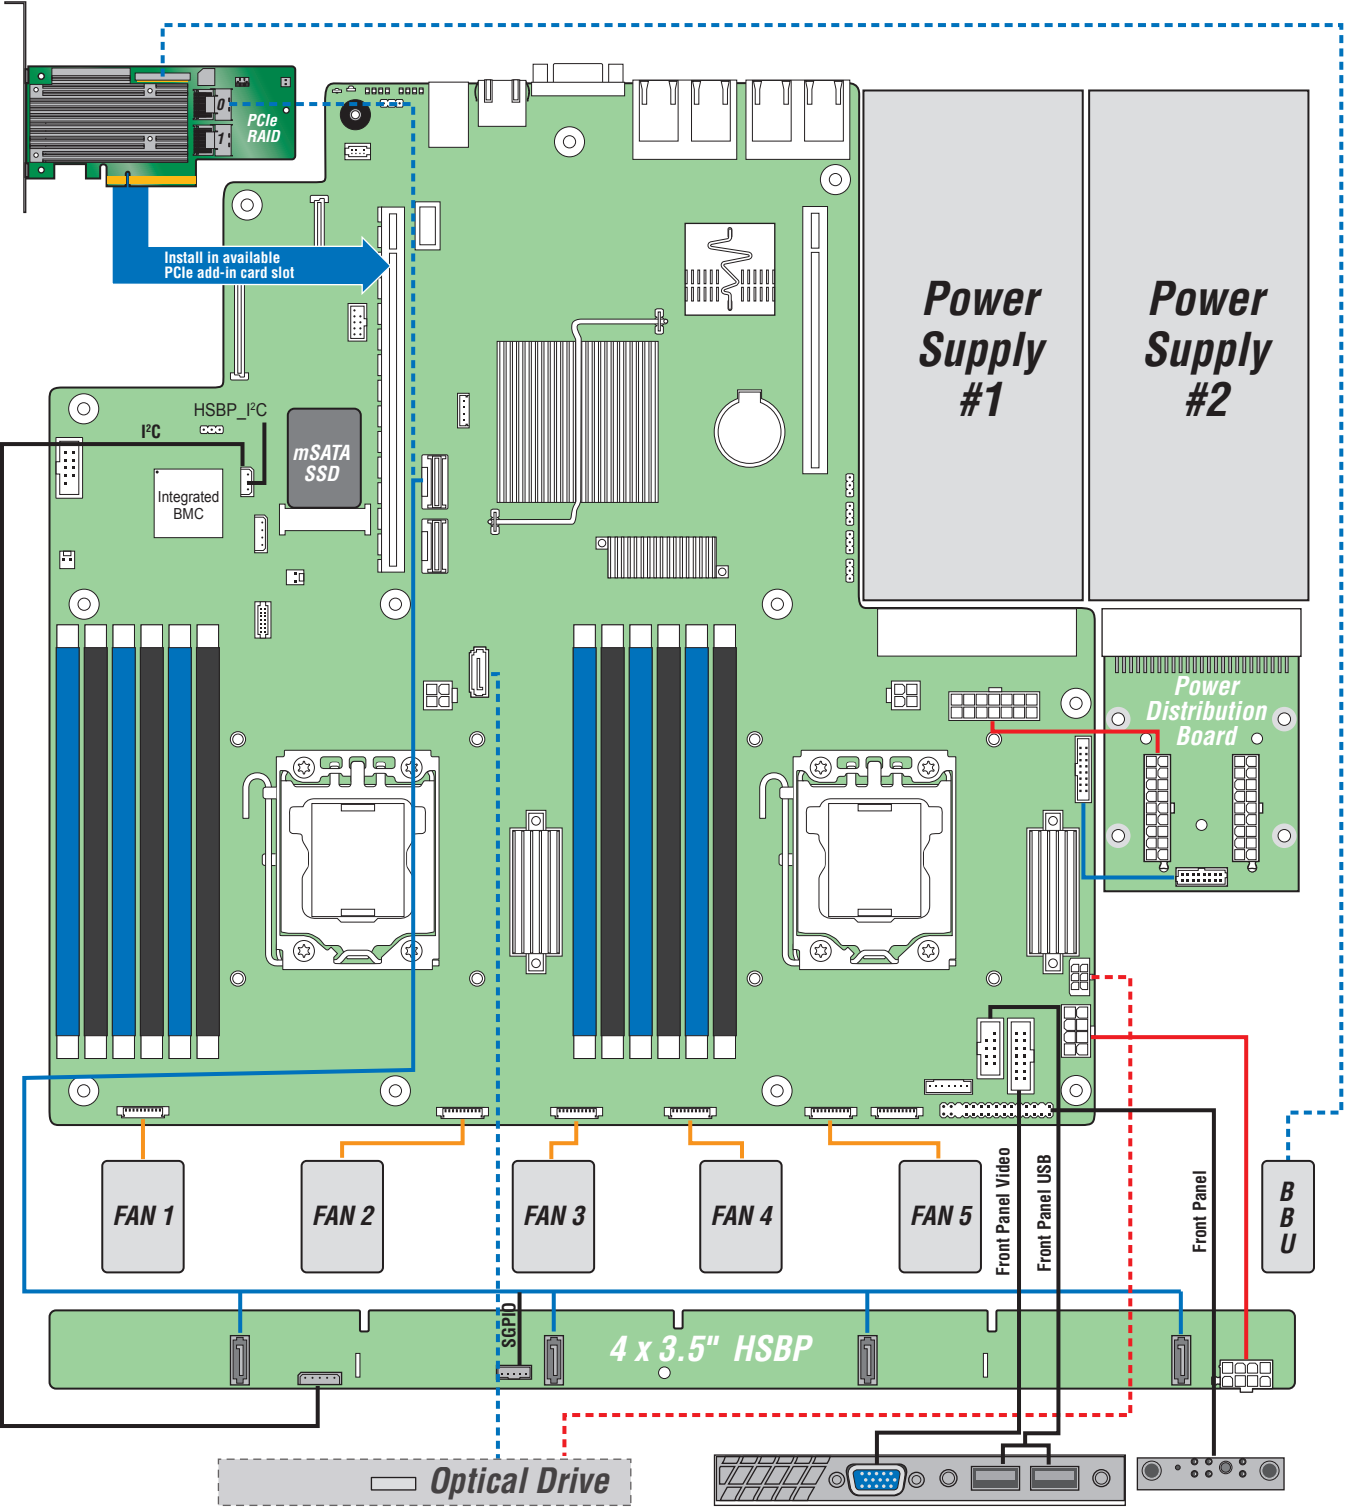 0
1
PCIe
RAID
Install in available
PCIe add-in card slot
Power
Supply
#1
Power
Supply
#2
HSBP_I²C
I²C
mSATA
SSD
Integrated
BMC
Power
Distribution
Board
FAN 1
FAN 2
FAN 3
FAN 4
FAN 5
Front Panel Video
Front Panel USB
Front Panel
B
B
U
SGPIO
4 x 3.5" HSBP
Optical Drive